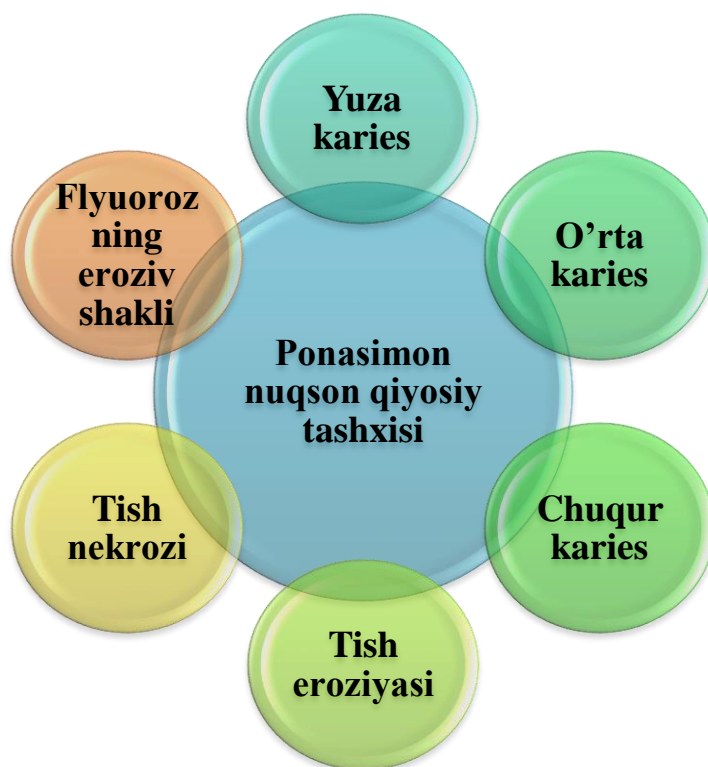 Yuza
karies
O’rta
karies
Chuqur
karies
Tish
eroziyasi
Tish
nekrozi
Flyuoroz
ning
eroziv
shakli
Ponasimon
nuqson qiyosiy
tashxisi